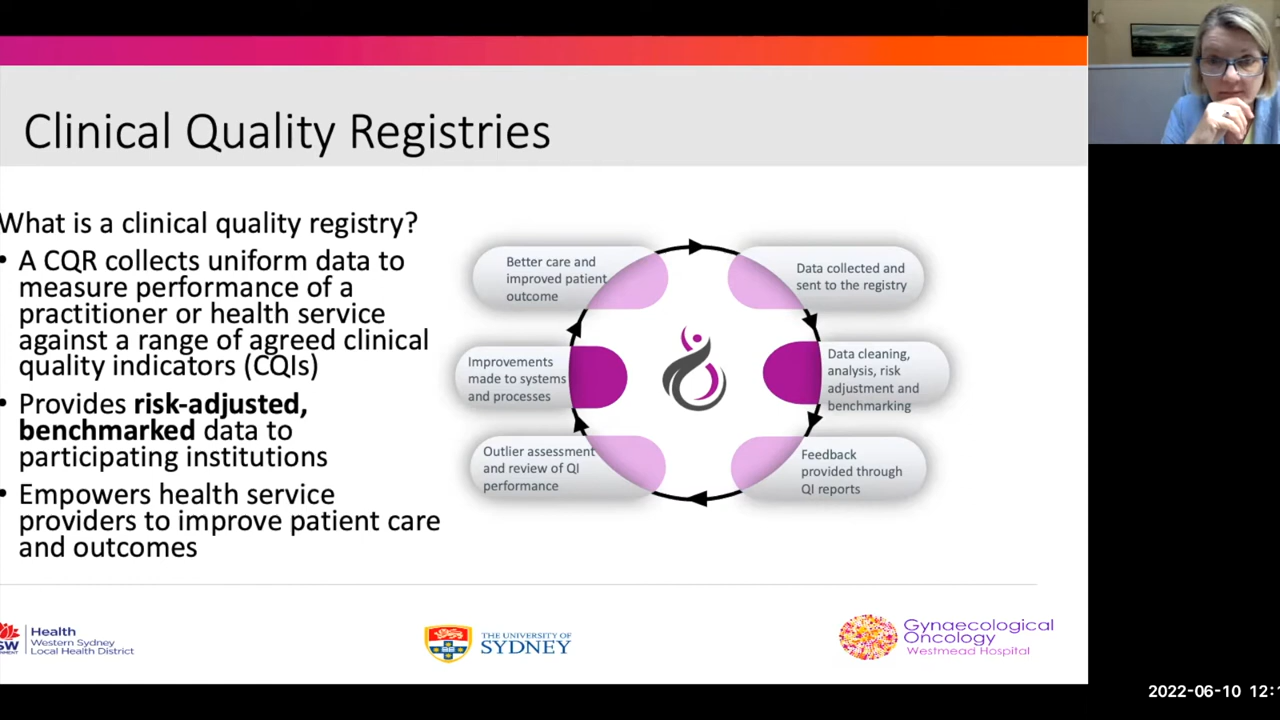 Clinical Quality Registries
What is a clinical quality registry?
• A CQR collects uniform data to
measure performance of a
practitioner or health service
against a range of agreed clinical
quality indicators (CQIs)
• Provides risk-adjusted,
benchmarked data to
participating institutions
• Empowers health service
providers to improve patient care
and outcomes
Better care and
improved patient
outcome
Data collected and
sent to the registry
Improvements
made to systems
and processes
Data cleaning,
analysis, risk
adjustment and
benchmarking
Outlier assessment
and review of QI
performance
Feedback
provided through
QI reports
Health
Western Sydney
Local Health District
THE UNIVERSITY OF
SYDNEY
Gynaecological
Oncology
Westmead Hospital
2022-06-10 12:1